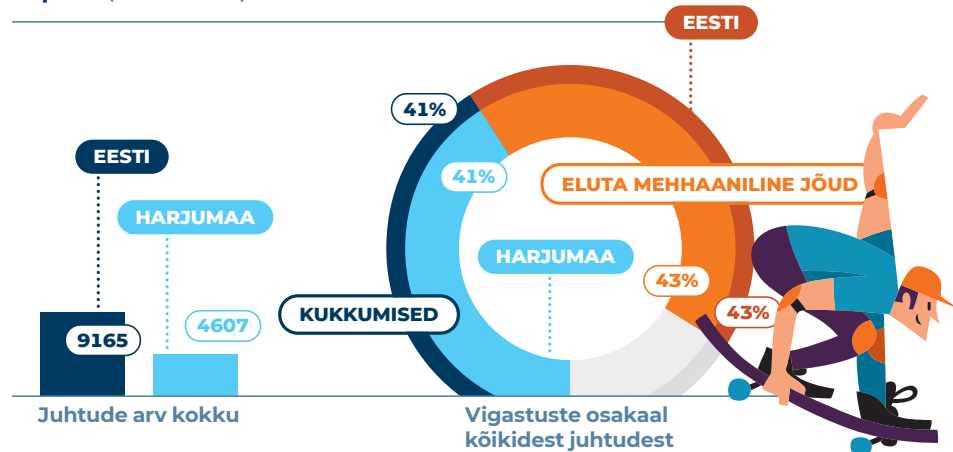 EESTI
41%
EESTI
41%
ELUTA MEHHAANILINE JÕUD
HARJUMAA
HARJUMAA
43%
KUKKUMISED
43%
4607
9165
Juhtude arv kokku
Vigastuste osakaal
kõikidest juhtudest